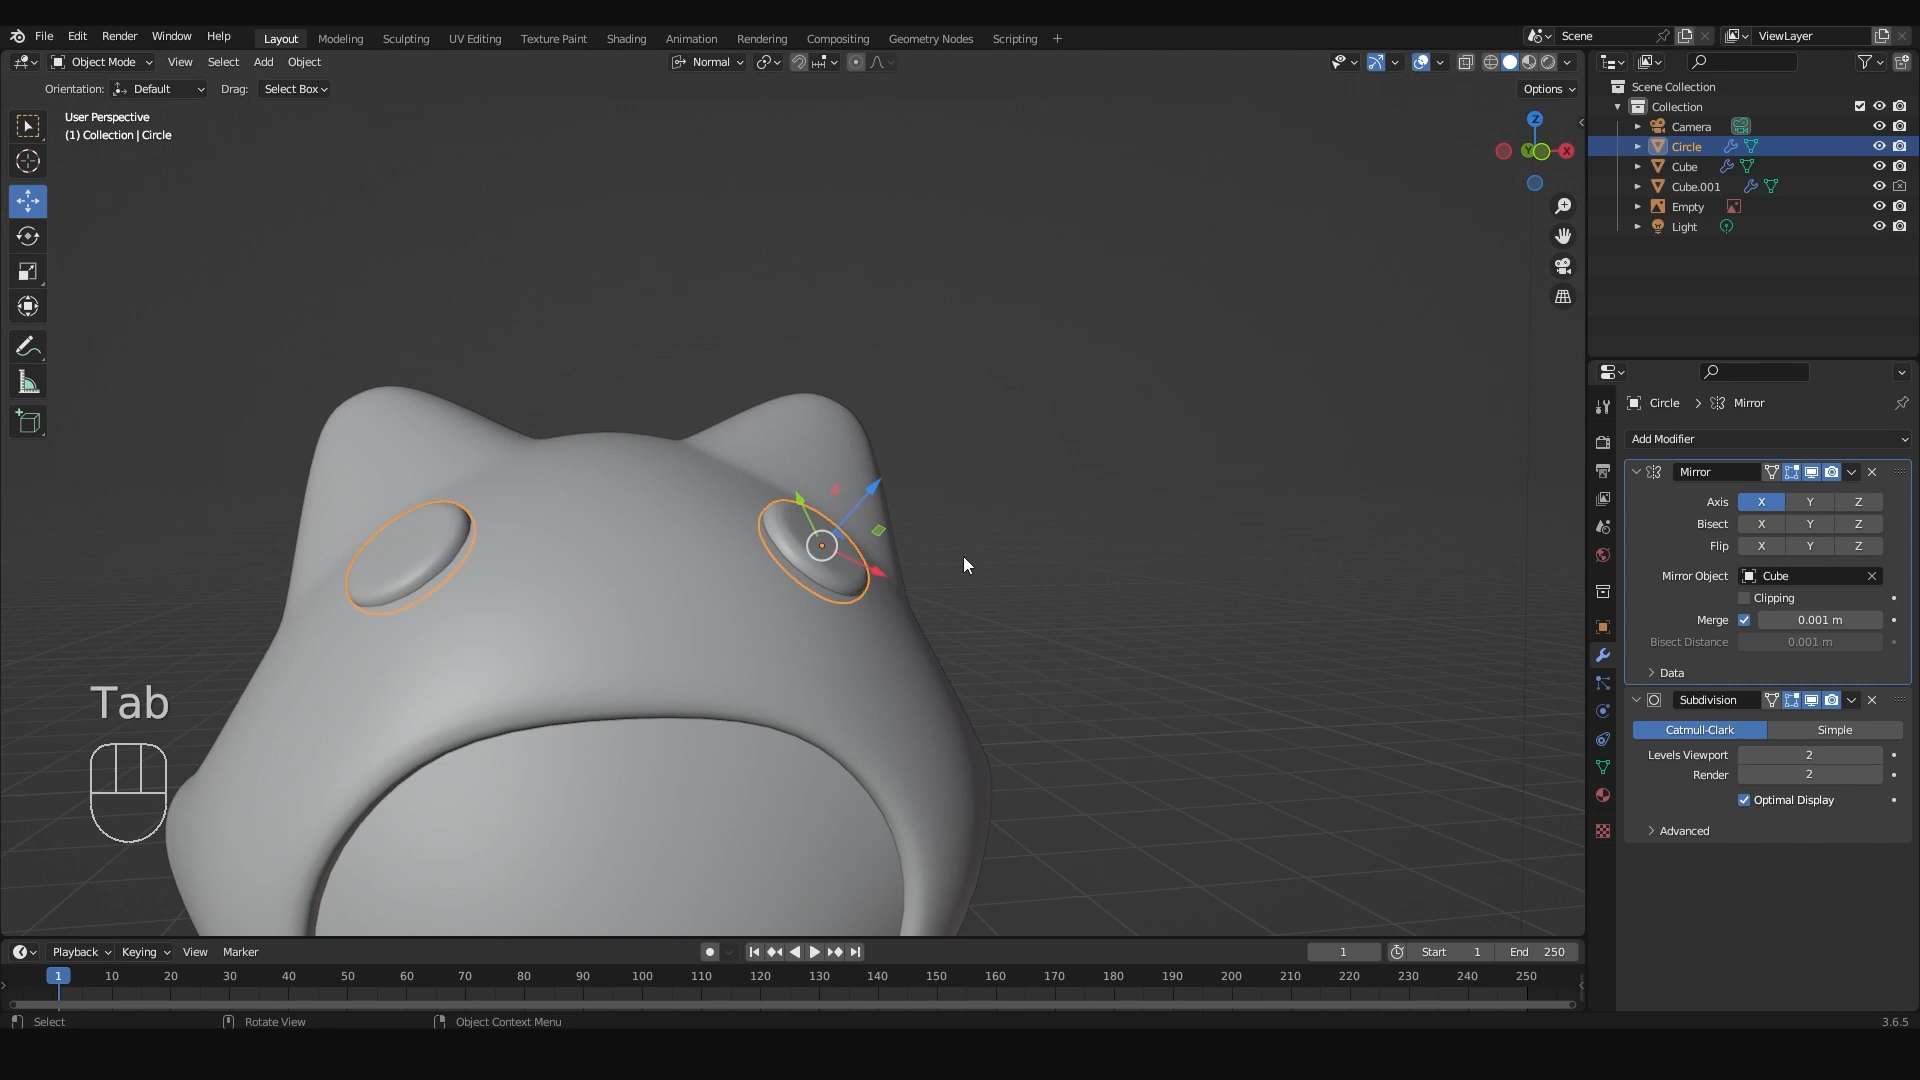 File Edit Render Window Help Layout Modeling Sculpting UV Editing Texture Paint Shading Animation Rendering Compositing Geometry Nodes Scripting + Scene ViewLayer
Object Mode View Select Add Object Normal
Orientation: Default Drag: Select Box Options
User Perspective
(1) Collection | Circle
Z
Y
X
Scene Collection
Collection
Camera
Circle
Cube
Cube.001
Empty
Light
Circle > Mirror
Add Modifier
Mirror
Axis X Y Z
Bisect X Y Z
Flip X Y Z
Mirror Object Cube
Clipping
Merge 0.001 m
Bisect Distance 0.001 m
Data
Subdivision
Catmull-Clark Simple
Levels Viewport 2
Render 2
Optimal Display
Advanced
Tab
Playback Keying View Marker 1 Start 1 End 250
1 10 20 30 40 50 60 70 80 90 100 110 120 130 140 150 160 170 180 190 200 210 220 230 240 250
Select Rotate View Object Context Menu 3.6.5